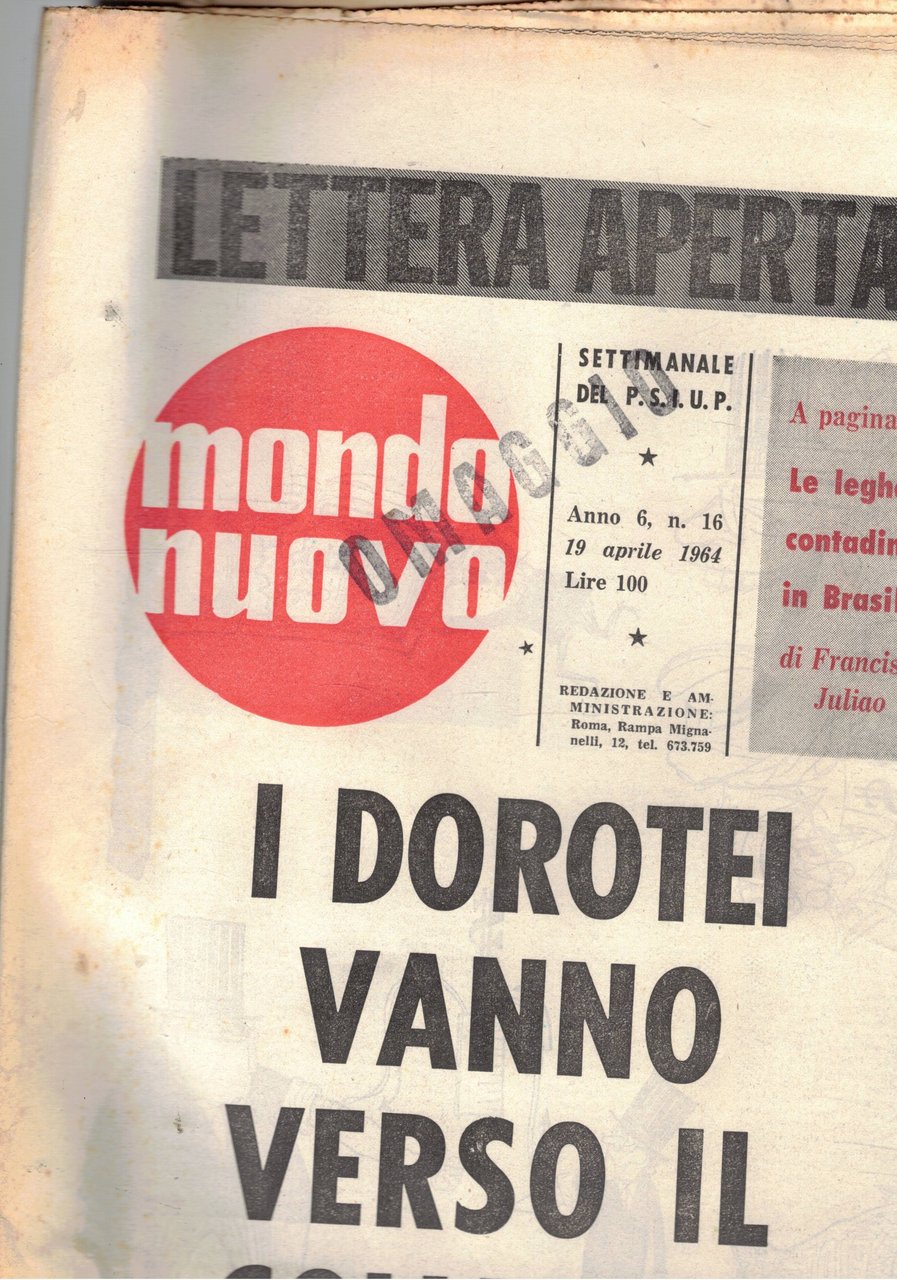 LETTERA APERTA
mondo
nuovo
OMAGGIO
SETTIMANALE
DEL P.S.I.U.P.
Anno 6, n. 16
19 aprile 1964
Lire 100
REDAZIONE E AM-
MINISTRAZIONE:
Roma, Rampa Migna-
nelli, 12, tel. 673.759
A pagina
Le leghe
contadin
in Brasil
di Francis
Juliao
I DOROTEI
VANNO
VERSO IL